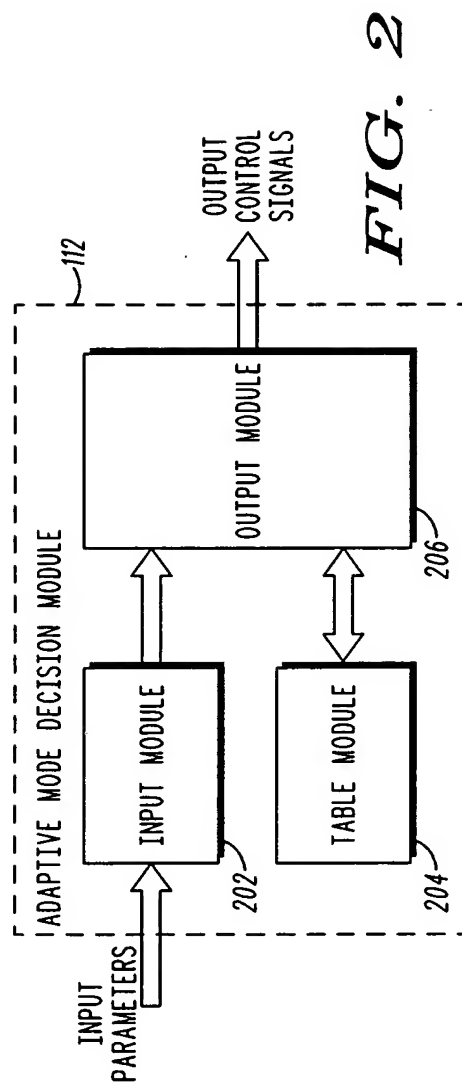 ADAPTIVE MODE DECISION MODULE
112
INPUT
PARAMETERS
INPUT MODULE
202
TABLE MODULE
204
OUTPUT MODULE
206
OUTPUT
CONTROL
SIGNALS
FIG. 2